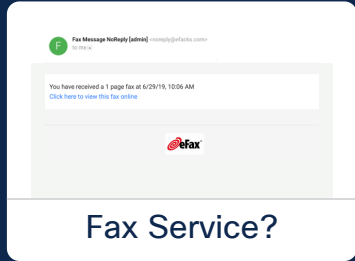 F
Fax Message NoReply [admin] <noreply@efacks.com>
to me
You have received a 1 page fax at 6/29/19, 10:06 AM
Click here to view this fax online
eFax
Fax Service?